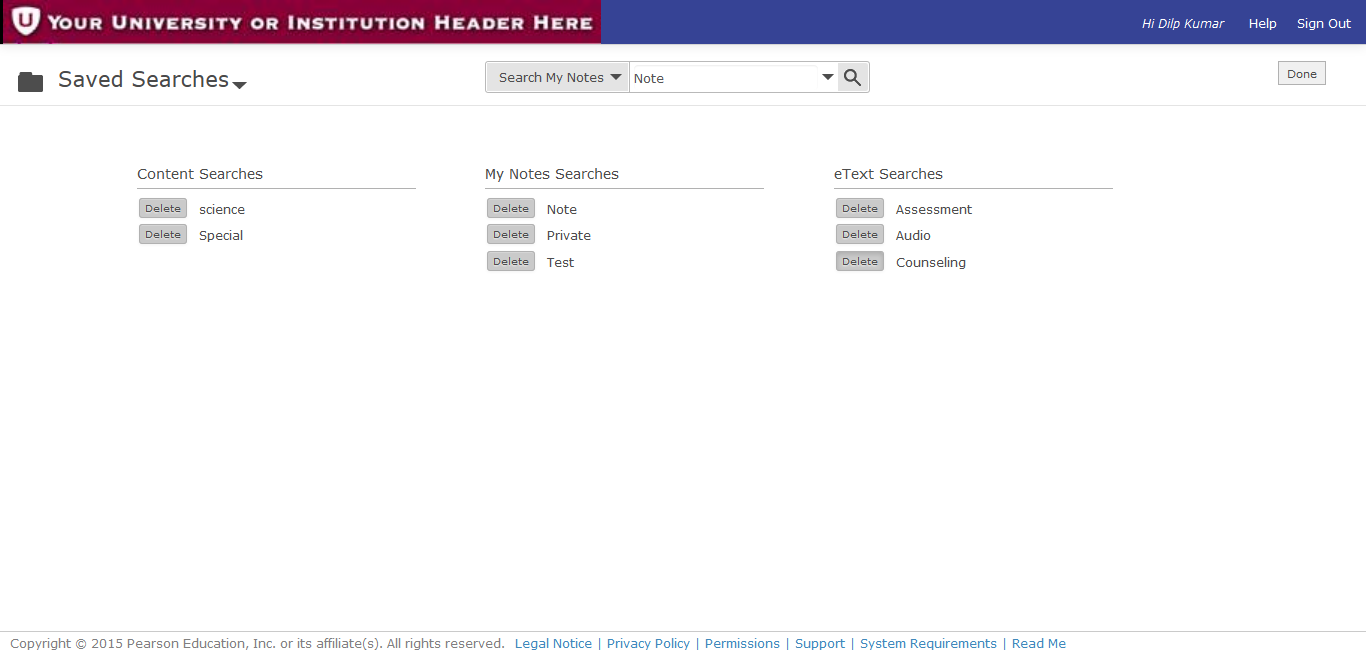 U YOUR UNIVERSITY OR INSTITUTION HEADER HERE
Hi Dilp Kumar Help Sign Out
Saved Searches
Search My Notes Note
Done
Content Searches
Delete science
Delete Special
My Notes Searches
Delete Note
Delete Private
Delete Test
eText Searches
Delete Assessment
Delete Audio
Delete Counseling
Copyright © 2015 Pearson Education, Inc. or its affiliate(s). All rights reserved. Legal Notice | Privacy Policy | Permissions | Support | System Requirements | Read Me